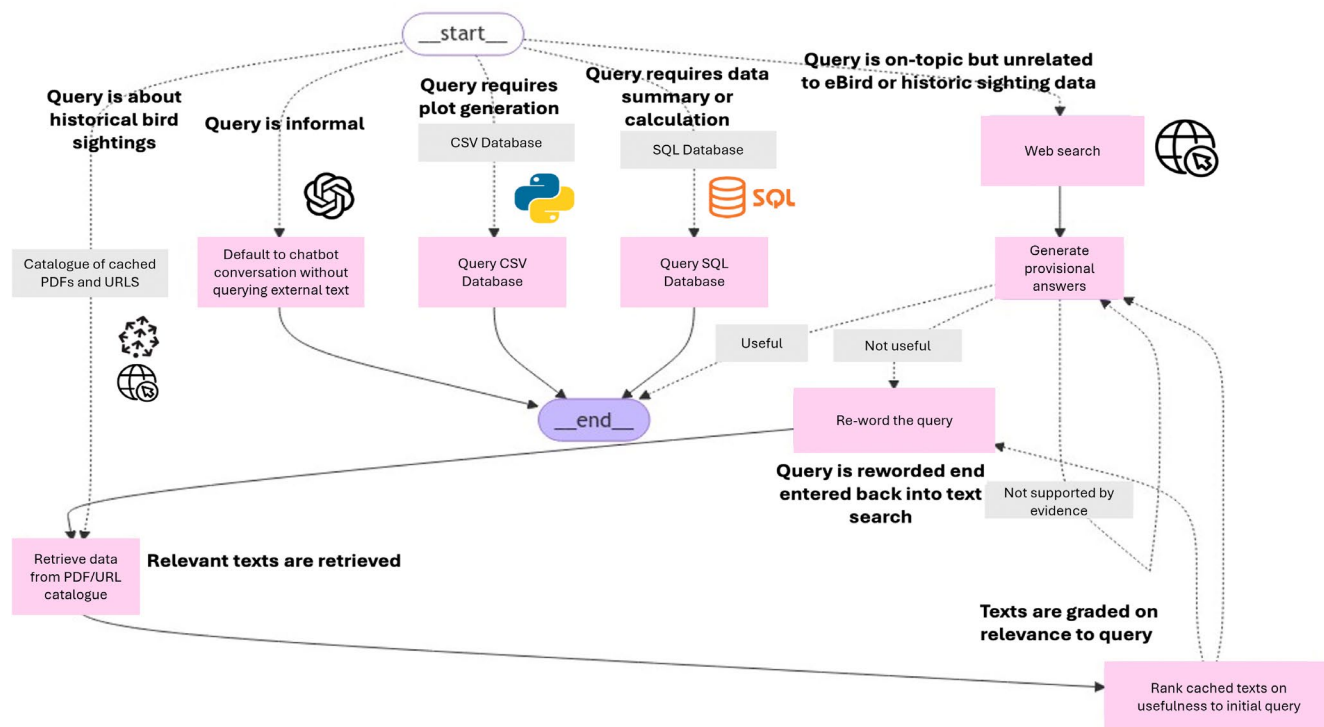 __start__
Query is about
historical bird
sightings
Query is informal
Query requires
plot generation
Query requires data
summary or
calculation
Query is on-topic but unrelated
to eBird or historic sighting data
CSV Database
SQL Database
Web search
SQL
Catalogue of cached
PDFs and URLS
Default to chatbot
conversation without
querying external text
Query CSV
Database
Query SQL
Database
Generate
provisional
answers
Useful
Not useful
__end__
Re-word the query
Query is reworded end
entered back into text
search
Not supported by
evidence
Retrieve data
from PDF/URL
catalogue
Relevant texts are retrieved
Texts are graded on
relevance to query
Rank cached texts on
usefulness to initial query